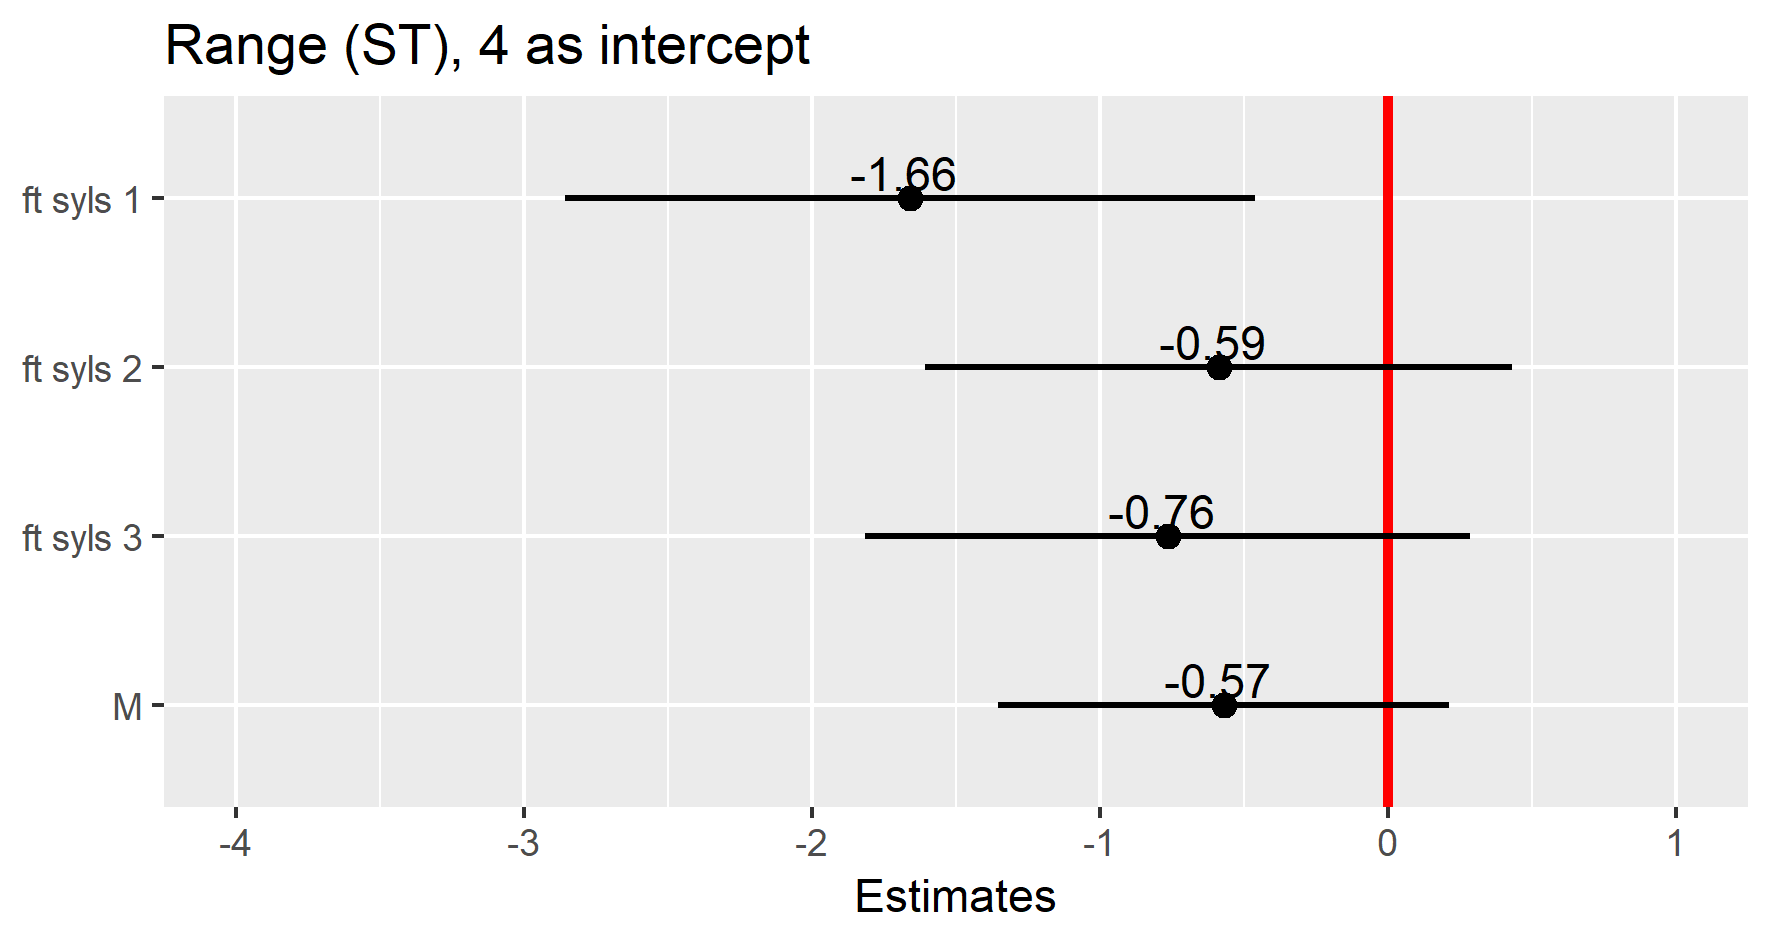 Range (ST), 4 as intercept
ft syls 1
-1.66
ft syls 2
-0.59
ft syls 3
-0.76
M
-0.57
-4 -3 -2 -1 0 1
Estimates